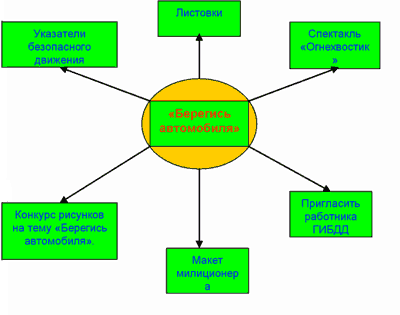 Листовки
Указатели
безопасного
движения
Спектакль
«Огнехвостик
»
«Берегись
автомобиля»
Конкурс рисунков
на тему «Берегись
автомобиля».
Пригласить
работника
ГИБДД
Макет
милиционер
а